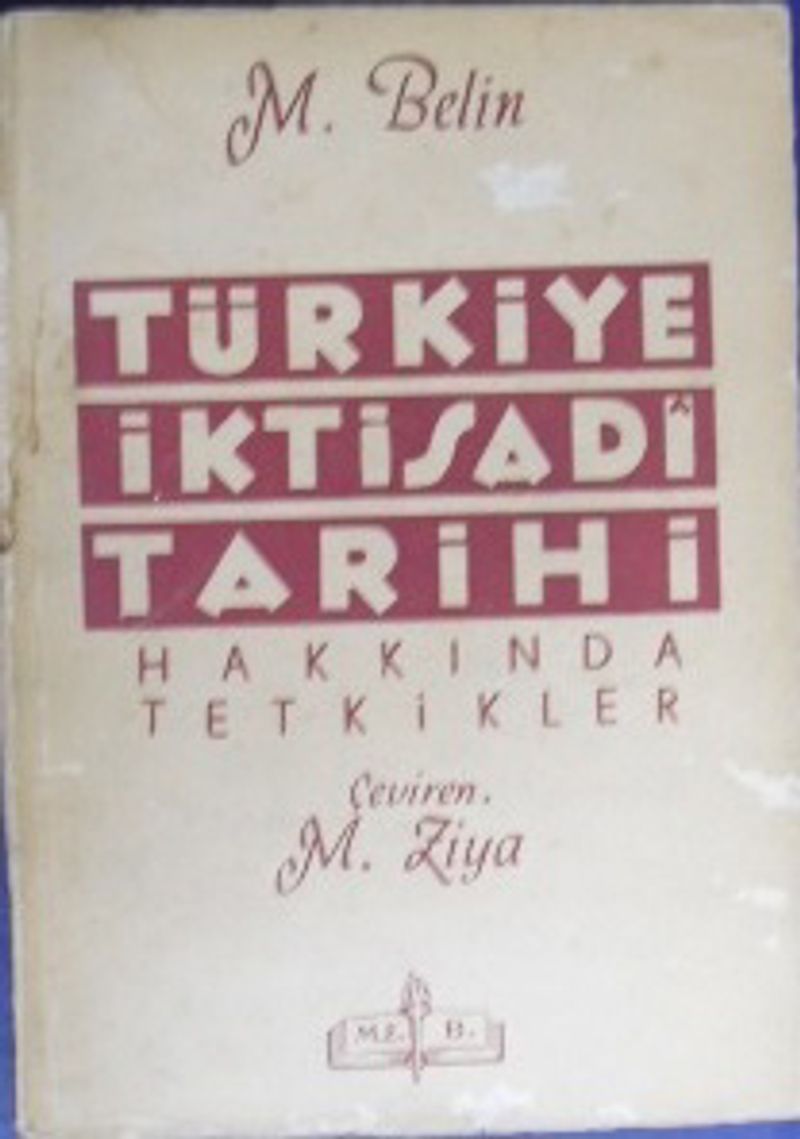 M. Belin
TÜRKİYE
İKTİSADÎ
TARİHİ
HAKKINDA
TETKİKLER
Çeviren.
M. Ziya
M.E. B.